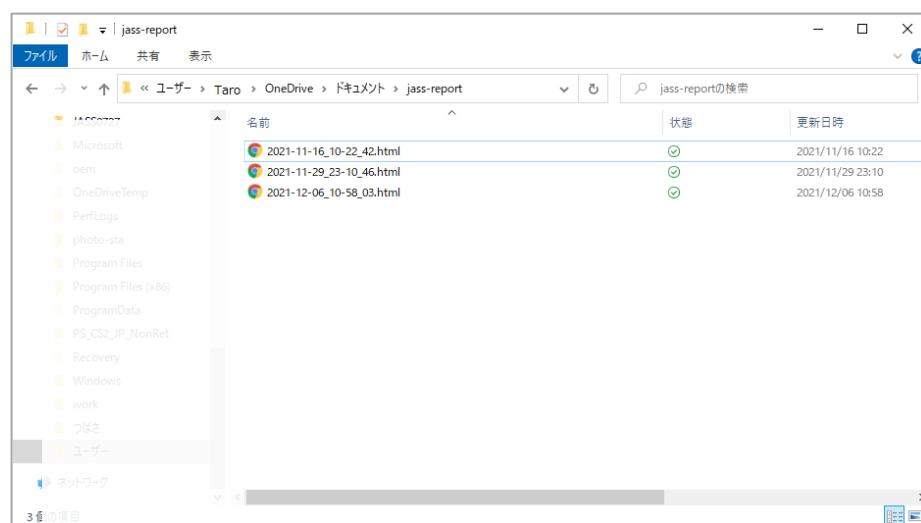 jass-report
ファイル ホーム 共有 表示
« ユーザー › Taro › OneDrive › ドキュメント › jass-report
jass-reportの検索
名前 状態 更新日時
2021-11-16_10-22_42.html 2021/11/16 10:22
2021-11-29_23-10_46.html 2021/11/29 23:10
2021-12-06_10-58_03.html 2021/12/06 10:58
Microsoft
oem
OneDriveTemp
PerfLogs
photo-sta
Program Files
Program Files (x86)
ProgramData
PS_CS2_JP_NonRet
Recovery
Windows
work
つばさ
ユーザー
ネットワーク
3 個の項目